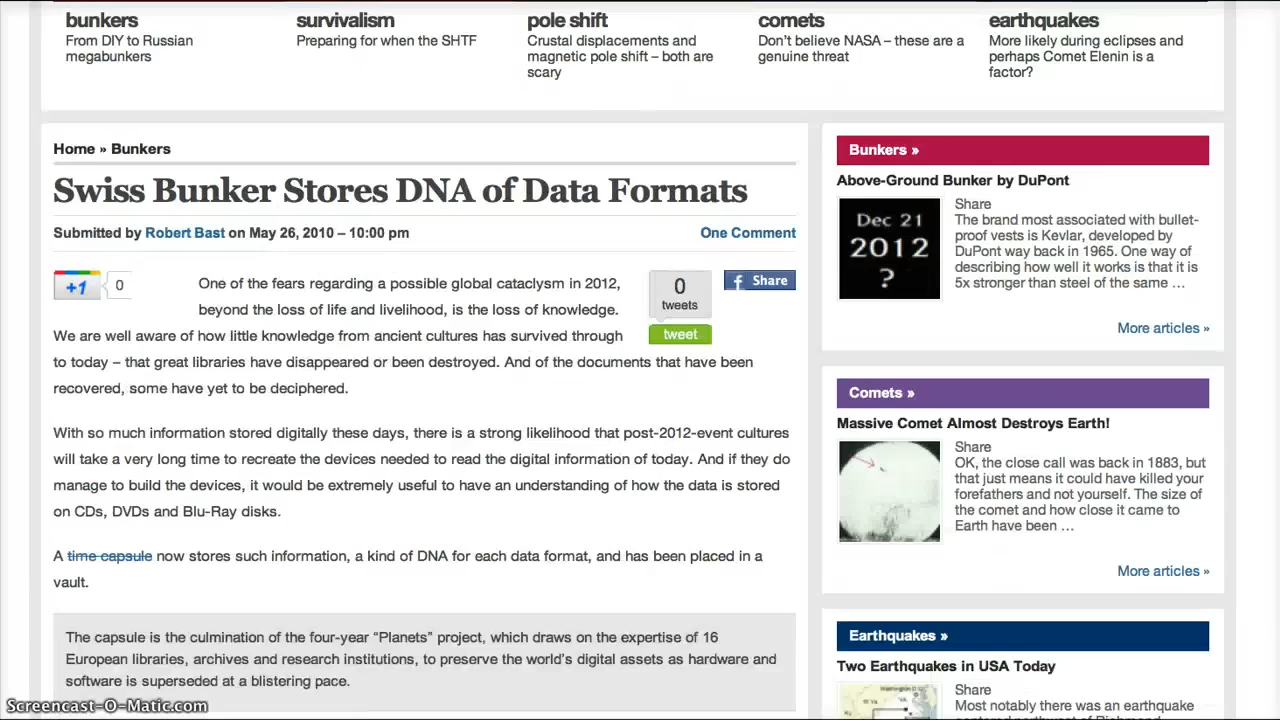 bunkers
From DIY to Russian
megabunkers
survivalism
Preparing for when the SHTF
pole shift
Crustal displacements and
magnetic pole shift – both are
scary
comets
Don’t believe NASA – these are a
genuine threat
earthquakes
More likely during eclipses and
perhaps Comet Elenin is a
factor?
Home » Bunkers
Swiss Bunker Stores DNA of Data Formats
Submitted by Robert Bast on May 26, 2010 – 10:00 pm
One Comment
+1
0
0
tweets
tweet
f Share
One of the fears regarding a possible global cataclysm in 2012,
beyond the loss of life and livelihood, is the loss of knowledge.
We are well aware of how little knowledge from ancient cultures has survived through
to today – that great libraries have disappeared or been destroyed. And of the documents that have been
recovered, some have yet to be deciphered.
With so much information stored digitally these days, there is a strong likelihood that post-2012-event cultures
will take a very long time to recreate the devices needed to read the digital information of today. And if they do
manage to build the devices, it would be extremely useful to have an understanding of how the data is stored
on CDs, DVDs and Blu-Ray disks.
A time capsule now stores such information, a kind of DNA for each data format, and has been placed in a
vault.
The capsule is the culmination of the four-year “Planets” project, which draws on the expertise of 16
European libraries, archives and research institutions, to preserve the world’s digital assets as hardware and
software is superseded at a blistering pace.
Bunkers »
Above-Ground Bunker by DuPont
Dec 21
2012
?
Share
The brand most associated with bullet-
proof vests is Kevlar, developed by
DuPont way back in 1965. One way of
describing how well it works is that it is
5x stronger than steel of the same …
More articles »
Comets »
Massive Comet Almost Destroys Earth!
Share
OK, the close call was back in 1883, but
that just means it could have killed your
forefathers and not yourself. The size of
the comet and how close it came to
Earth have been …
More articles »
Earthquakes »
Two Earthquakes in USA Today
Share
Most notably there was an earthquake
Screencast-O-Matic.com